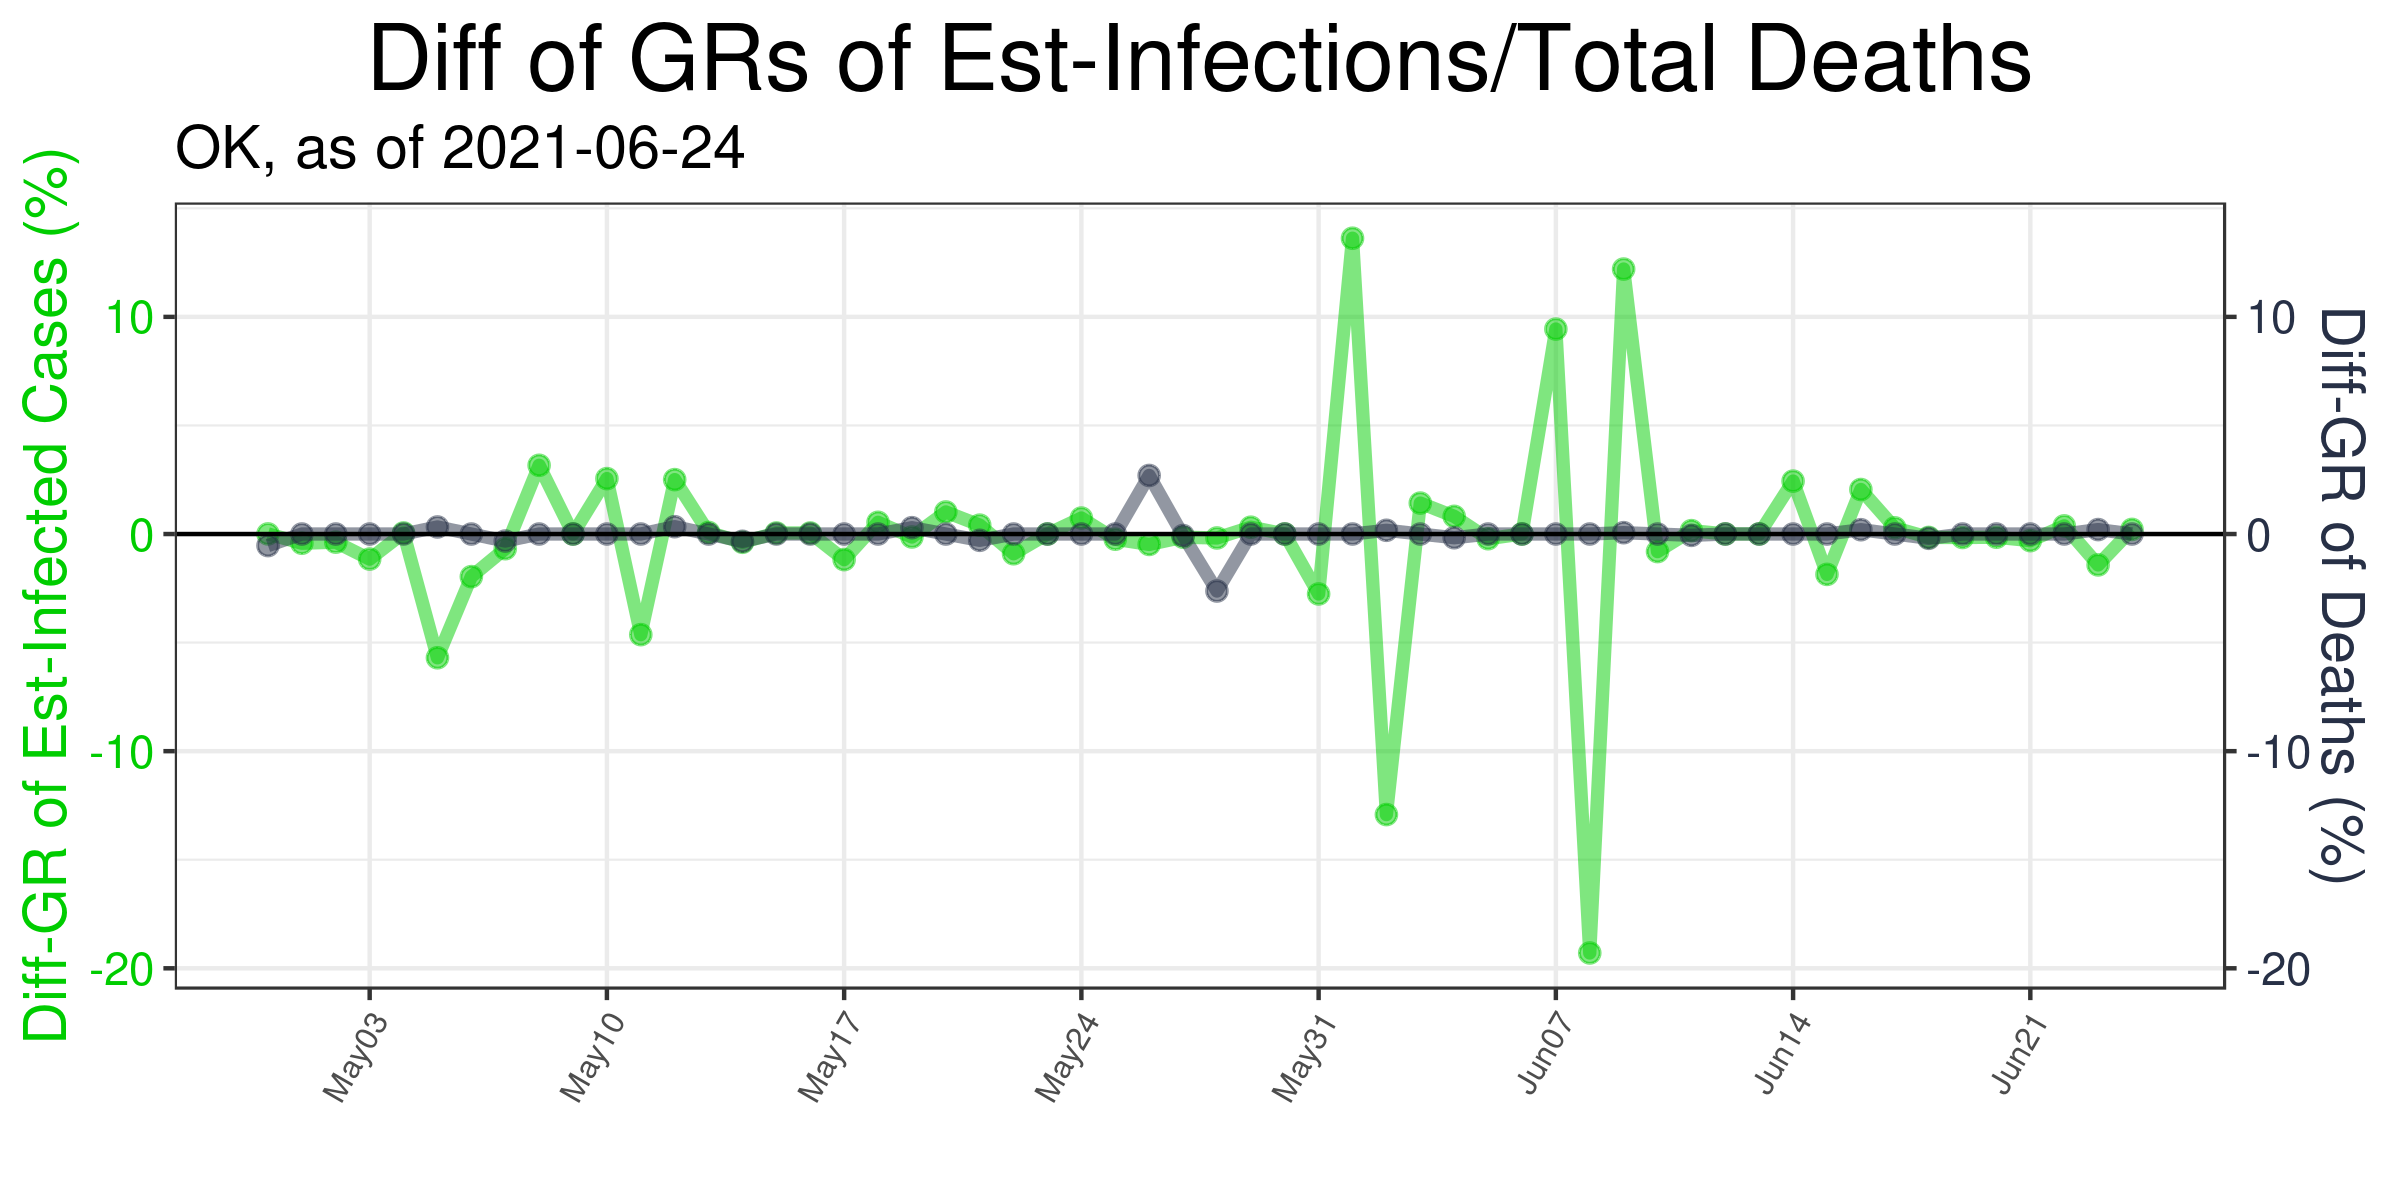 Diff of GRs of Est-Infections/Total Deaths
OK, as of 2021-06-24
Diff-GR of Est-Infected Cases (%)
10
0
-10
-20
10
0
-10
-20
Diff-GR of Deaths (%)
May03
May10
May17
May24
May31
Jun07
Jun14
Jun21